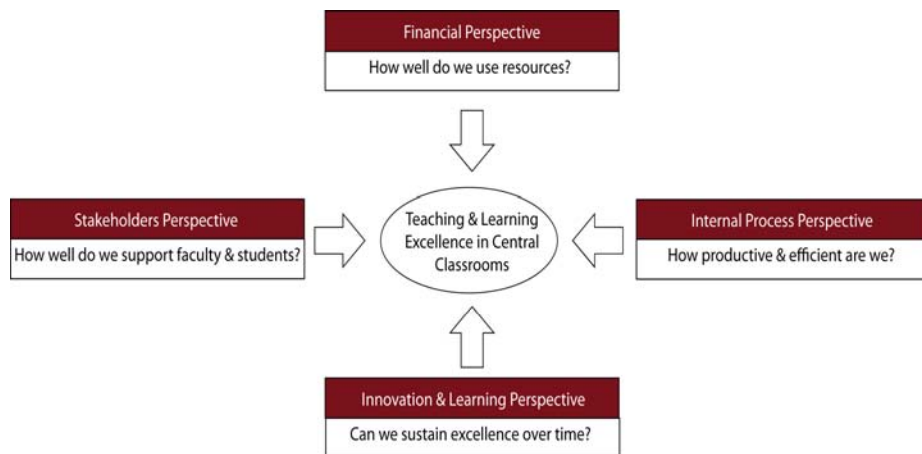 Financial Perspective
How well do we use resources?
Stakeholders Perspective
How well do we support faculty & students?
Teaching & Learning
Excellence in Central
Classrooms
Internal Process Perspective
How productive & efficient are we?
Innovation & Learning Perspective
Can we sustain excellence over time?